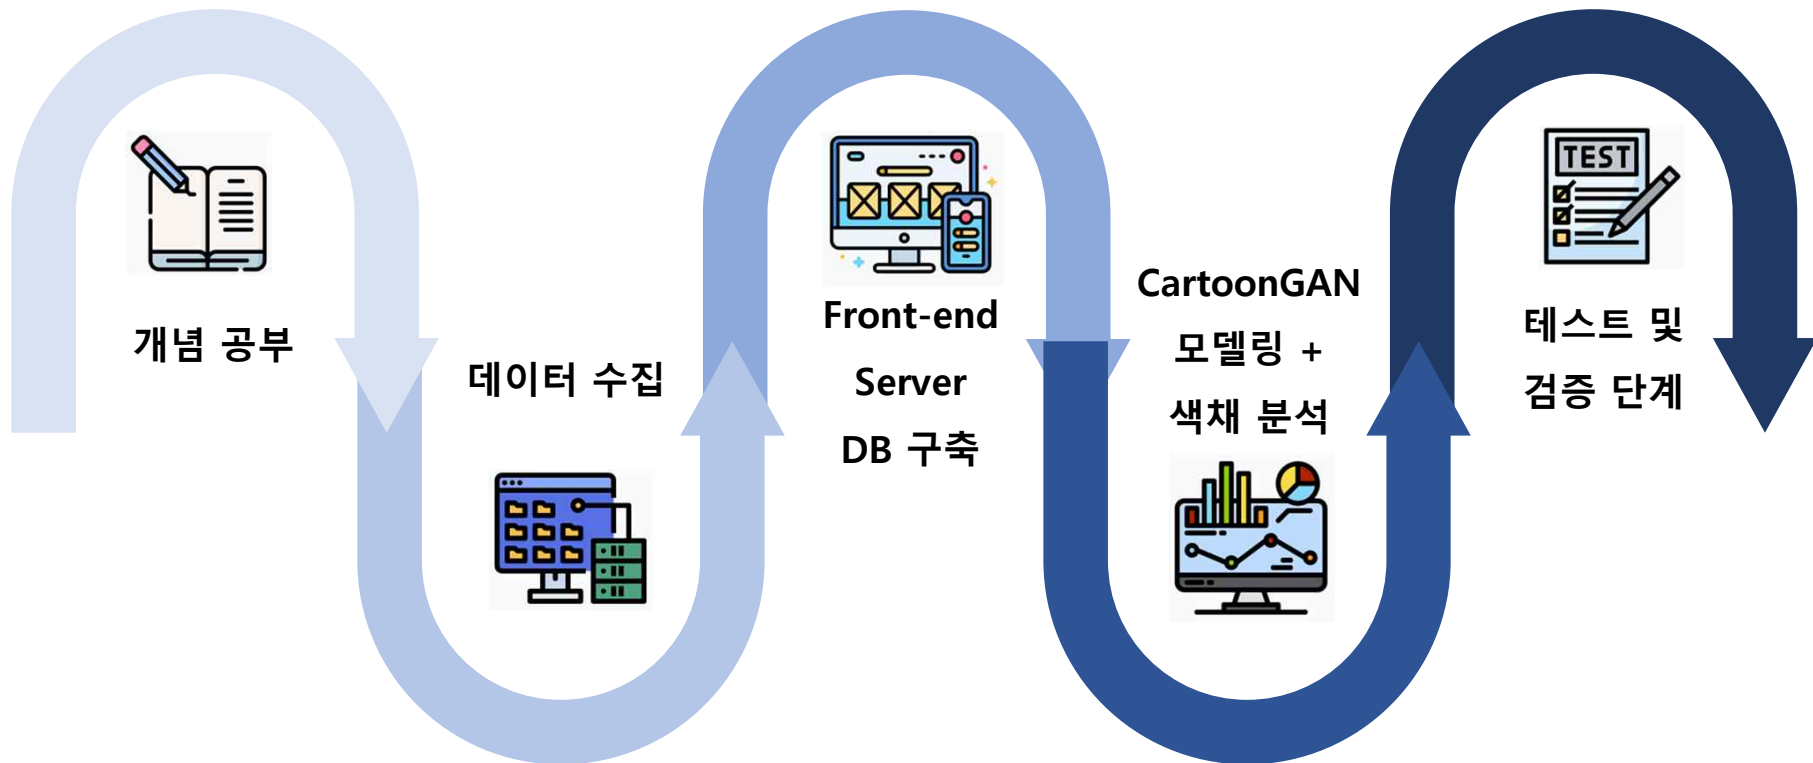 개념 공부
데이터 수집
Front-end
Server
DB 구축
CartoonGAN
모델링 +
색채 분석
TEST
테스트 및
검증 단계